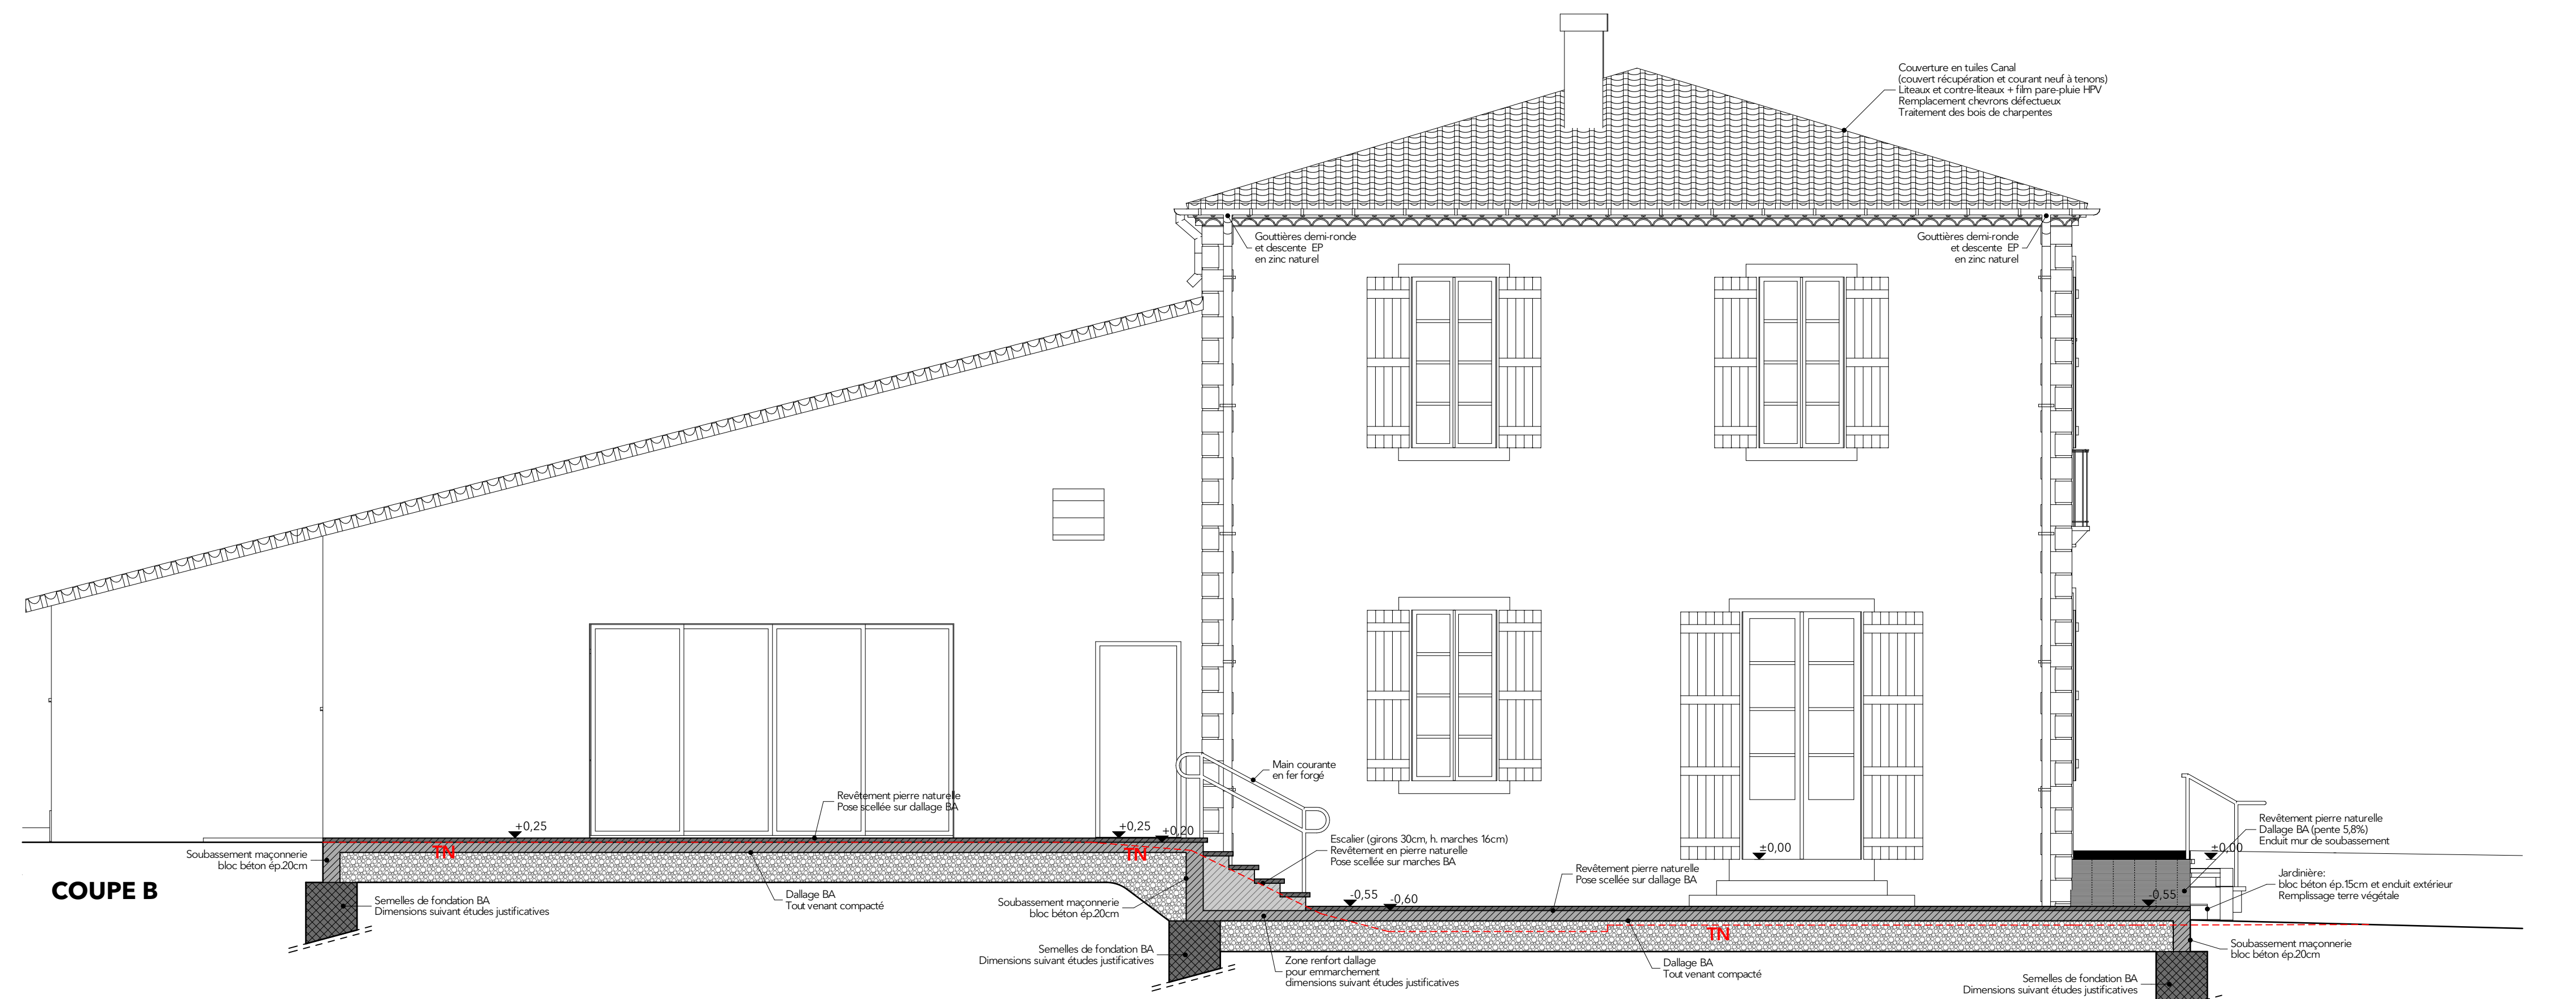 Couverture en tuiles Canal
(couvert récupération et courant neuf à tenons)
Liteaux et contre-liteaux + film pare-pluie HPV
Remplacement chevrons défectueux
Traitement des bois de charpentes
Gouttières demi-ronde
et descente EP
en zinc naturel
Gouttières demi-ronde
et descente EP
en zinc naturel
Main courante
en fer forgé
Revêtement pierre naturelle
Pose scellée sur dallage BA
+0,25
+0,25
+0,20
TN
TN
Soubassement maçonnerie
bloc béton ép.20cm
COUPE B
Semelles de fondation BA
Dimensions suivant études justificatives
Dallage BA
Tout venant compacté
Soubassement maçonnerie
bloc béton ép.20cm
Semelles de fondation BA
Dimensions suivant études justificatives
Escalier (girons 30cm, h. marches 16cm)
Revêtement en pierre naturelle
Pose scellée sur marches BA
-0,55
-0,60
Zone renfort dallage
pour emmarchement
dimensions suivant études justificatives
Revêtement pierre naturelle
Pose scellée sur dallage BA
±0,00
TN
Dallage BA
Tout venant compacté
Revêtement pierre naturelle
Dallage BA (pente 5,8%)
Enduit mur de soubassement
±0,00
-0,55
Jardinière:
bloc béton ép.15cm et enduit extérieur
Remplissage terre végétale
Soubassement maçonnerie
bloc béton ép.20cm
Semelles de fondation BA
Dimensions suivant études justificatives